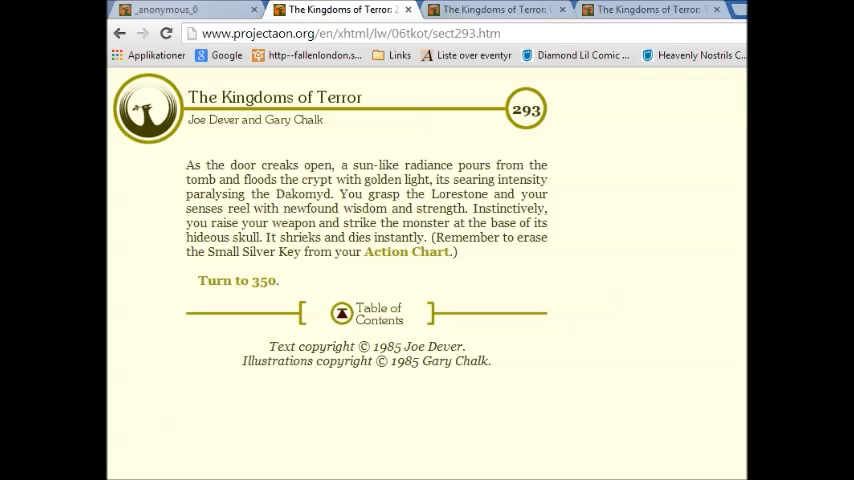 _anonymous_0
The Kingdoms of Terror: 2
The Kingdoms of Terror:
The Kingdoms of Terror:
www.projectaon.org/en/xhtml/lw/06tkot/sect293.htm
Applikationer
Google
http--fallenlondon.s...
Links
Liste over eventyr
Diamond Lil Comic ...
Heavenly Nostrils C...
The Kingdoms of Terror
293
Joe Dever and Gary Chalk
As the door creaks open, a sun-like radiance pours from the
tomb and floods the crypt with golden light, its searing intensity
paralysing the Dakomyd. You grasp the Lorestone and your
senses reel with newfound wisdom and strength. Instinctively,
you raise your weapon and strike the monster at the base of its
hideous skull. It shrieks and dies instantly. (Remember to erase
the Small Silver Key from your Action Chart.)
Turn to 350.
Table of
Contents
Text copyright © 1985 Joe Dever.
Illustrations copyright © 1985 Gary Chalk.